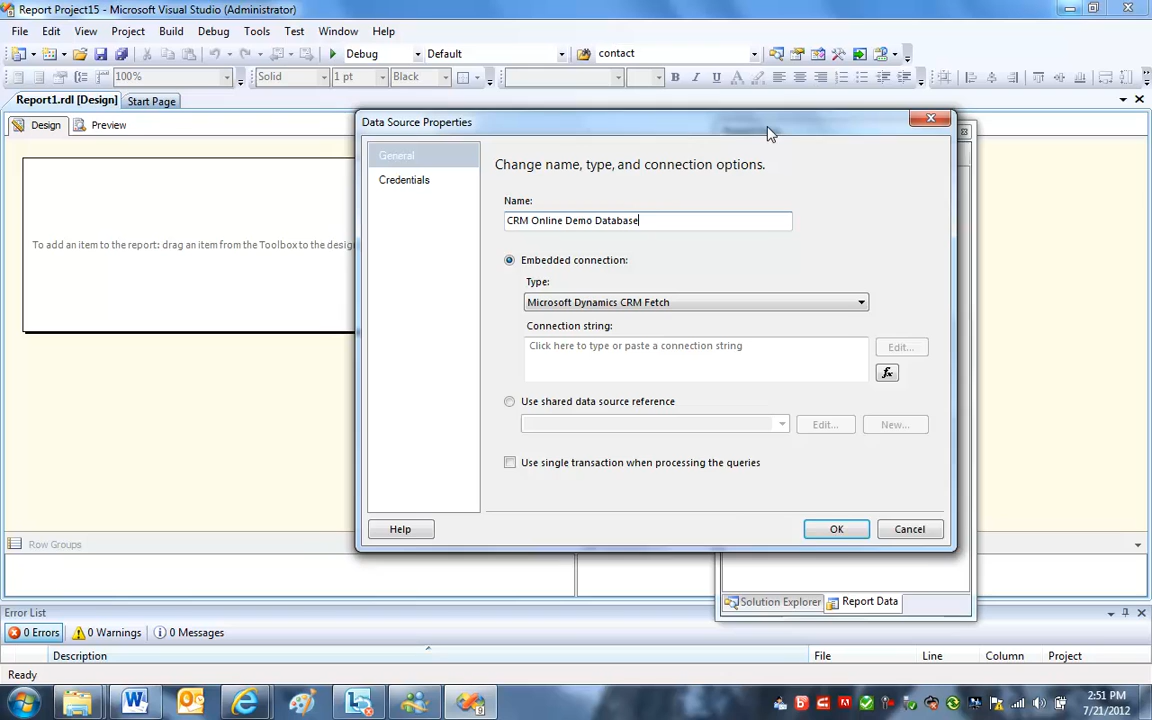 Report Project15 - Microsoft Visual Studio (Administrator)
File Edit View Project Build Debug Tools Test Window Help
Debug Default contact
100% Solid 1 pt Black B I U A
Report1.rdl [Design] Start Page
Design Preview
Data Source Properties
General
Credentials
Change name, type, and connection options.
Name:
CRM Online Demo Database
Embedded connection:
Type:
Microsoft Dynamics CRM Fetch
Connection string:
Click here to type or paste a connection string
Edit...
fx
Use shared data source reference
Edit... New...
Use single transaction when processing the queries
Help OK Cancel
To add an item to the report: drag an item from the Toolbox to the desig
Row Groups
Solution Explorer Report Data
Error List
0 Errors 0 Warnings 0 Messages
Description File Line Column Project
Ready
2:51 PM
7/21/2012